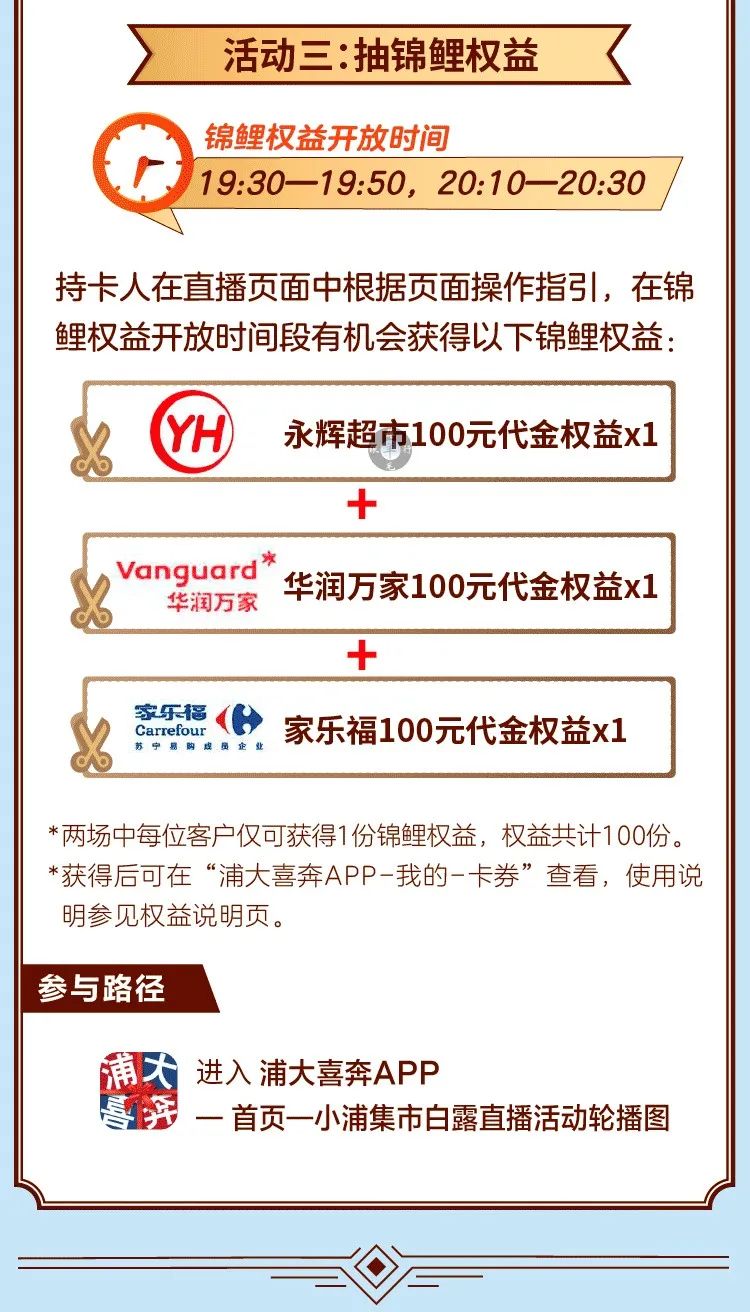 活动三:抽锦鲤权益
锦鲤权益开放时间
19:30—19:50，20:10—20:30
持卡人在直播页面中根据页面操作指引，在锦
鲤权益开放时间段有机会获得以下锦鲤权益：
YH 永辉超市100元代金权益x1
+
Vanguard
华润万家
华润万家100元代金权益x1
+
家乐福
Carrefour
苏宁易购成员企业
家乐福100元代金权益x1
*两场中每位客户仅可获得1份锦鲤权益，权益共计100份。
*获得后可在“浦大喜奔APP-我的-卡券”查看，使用说
明参见权益说明页。
参与路径
浦大
喜奔
进入 浦大喜奔APP
— 首页—小浦集市白露直播活动轮播图